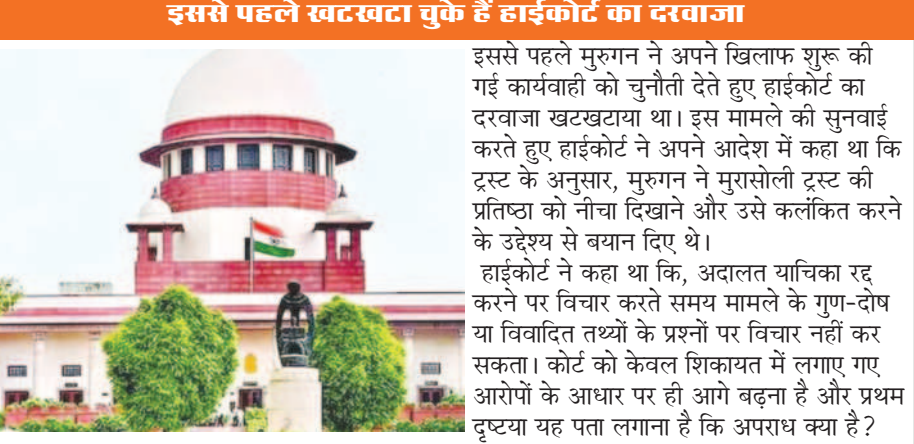 इससे पहले खटखटा चुके हैं हाईकोर्ट का दरवाजा
इससे पहले मुरुगन ने अपने खिलाफ शुरू की
गई कार्यवाही को चुनौती देते हुए हाईकोर्ट का
दरवाजा खटखटाया था। इस मामले की सुनवाई
करते हुए हाईकोर्ट ने अपने आदेश में कहा था कि
ट्रस्ट के अनुसार, मुरुगन ने मुरासोली ट्रस्ट की
प्रतिष्ठा को नीचा दिखाने और उसे कलंकित करने
के उद्देश्य से बयान दिए थे।
हाईकोर्ट ने कहा था कि, अदालत याचिका रद्द
करने पर विचार करते समय मामले के गुण-दोष
या विवादित तथ्यों के प्रश्नों पर विचार नहीं कर
सकता। कोर्ट को केवल शिकायत में लगाए गए
आरोपों के आधार पर ही आगे बढ़ना है और प्रथम
दृष्टया यह पता लगाना है कि अपराध क्या है?